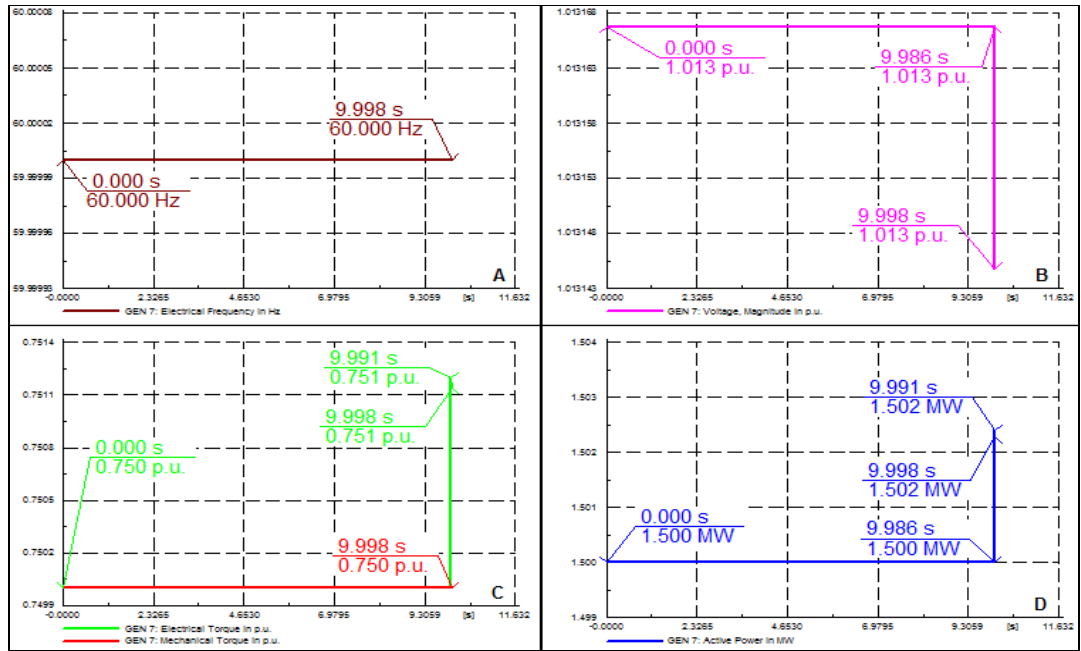 60.00008
60.00005
60.00002
59.99999
59.99996
59.99993
9.998 s
60.000 Hz
0.000 s
60.000 Hz
A
-0.0000 2.3265 4.6530 6.9795 9.3059 [s] 11.632
GEN 7: Electrical Frequency in Hz
1.013168
1.013163
1.013158
1.013153
1.013148
1.013143
0.000 s
1.013 p.u.
9.986 s
1.013 p.u.
9.998 s
1.013 p.u.
B
-0.0000 2.3265 4.6530 6.9795 9.3059 [s] 11.632
GEN 7: Voltage, Magnitude in p.u.
0.7514
0.7511
0.7508
0.7505
0.7502
0.7499
9.991 s
0.751 p.u.
9.998 s
0.751 p.u.
0.000 s
0.750 p.u.
9.998 s
0.750 p.u.
C
-0.0000 2.3265 4.6530 6.9795 9.3059 [s] 11.632
GEN 7: Electrical Torque in p.u.
GEN 7: Mechanical Torque in p.u.
1.504
1.503
1.502
1.501
1.500
1.499
9.991 s
1.502 MW
9.998 s
1.502 MW
0.000 s
1.500 MW
9.986 s
1.500 MW
D
-0.0000 2.3265 4.6530 6.9795 9.3059 [s] 11.632
GEN 7: Active Power in MW